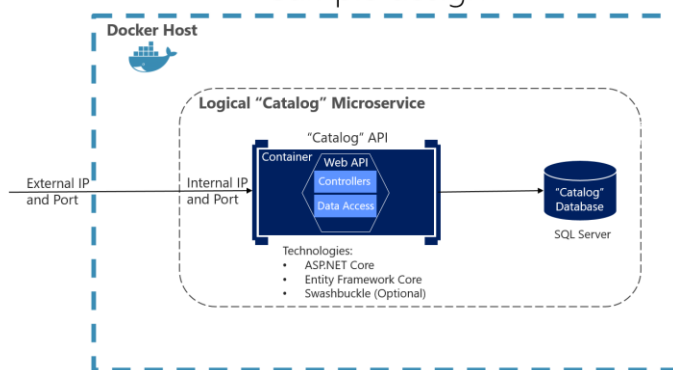 Docker Host
Logical “Catalog” Microservice
“Catalog” API
Container
Web API
Controllers
Data Access
External IP
and Port
Internal IP
and Port
“Catalog”
Database
SQL Server
Technologies:
• ASP.NET Core
• Entity Framework Core
• Swashbuckle (Optional)